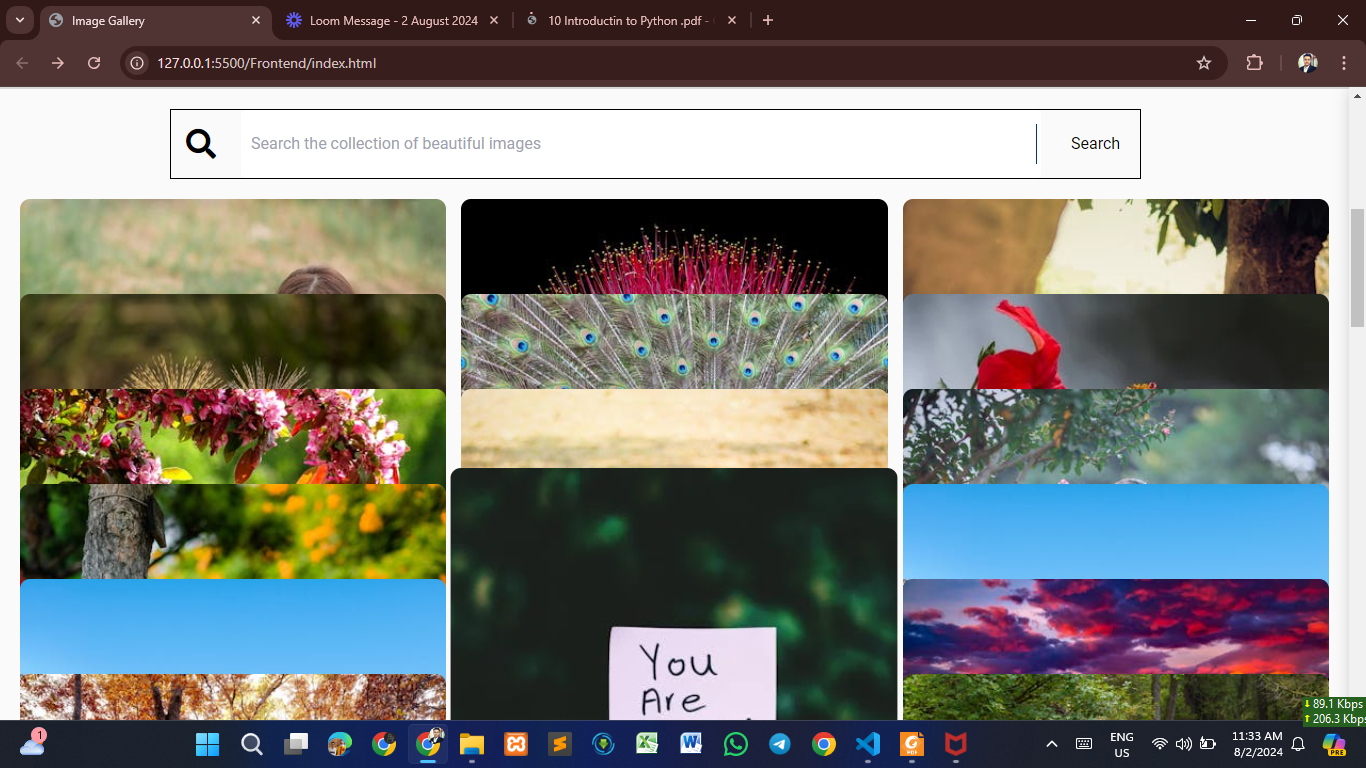 Image Gallery
Loom Message - 2 August 2024
10 Introductin to Python .pdf -
127.0.0.1:5500/Frontend/index.html
Search the collection of beautiful images
Search
You
Are
89.1 Kbps
206.3 Kbps
1
ENG
US
11:33 AM
8/2/2024
PRE
PDF